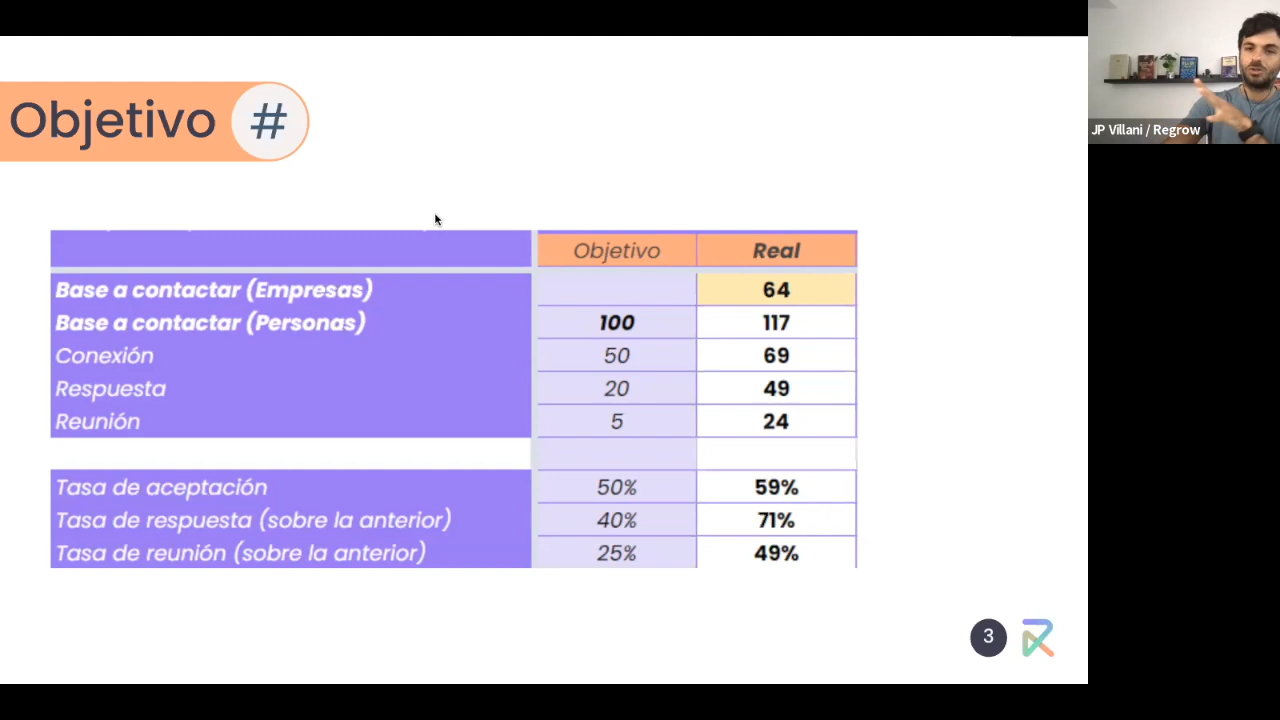 Objetivo #
JP Villani / Regrow
Objetivo Real
Base a contactar (Empresas) 64
Base a contactar (Personas) 100 117
Conexión 50 69
Respuesta 20 49
Reunión 5 24
Tasa de aceptación 50% 59%
Tasa de respuesta (sobre la anterior) 40% 71%
Tasa de reunión (sobre la anterior) 25% 49%
3